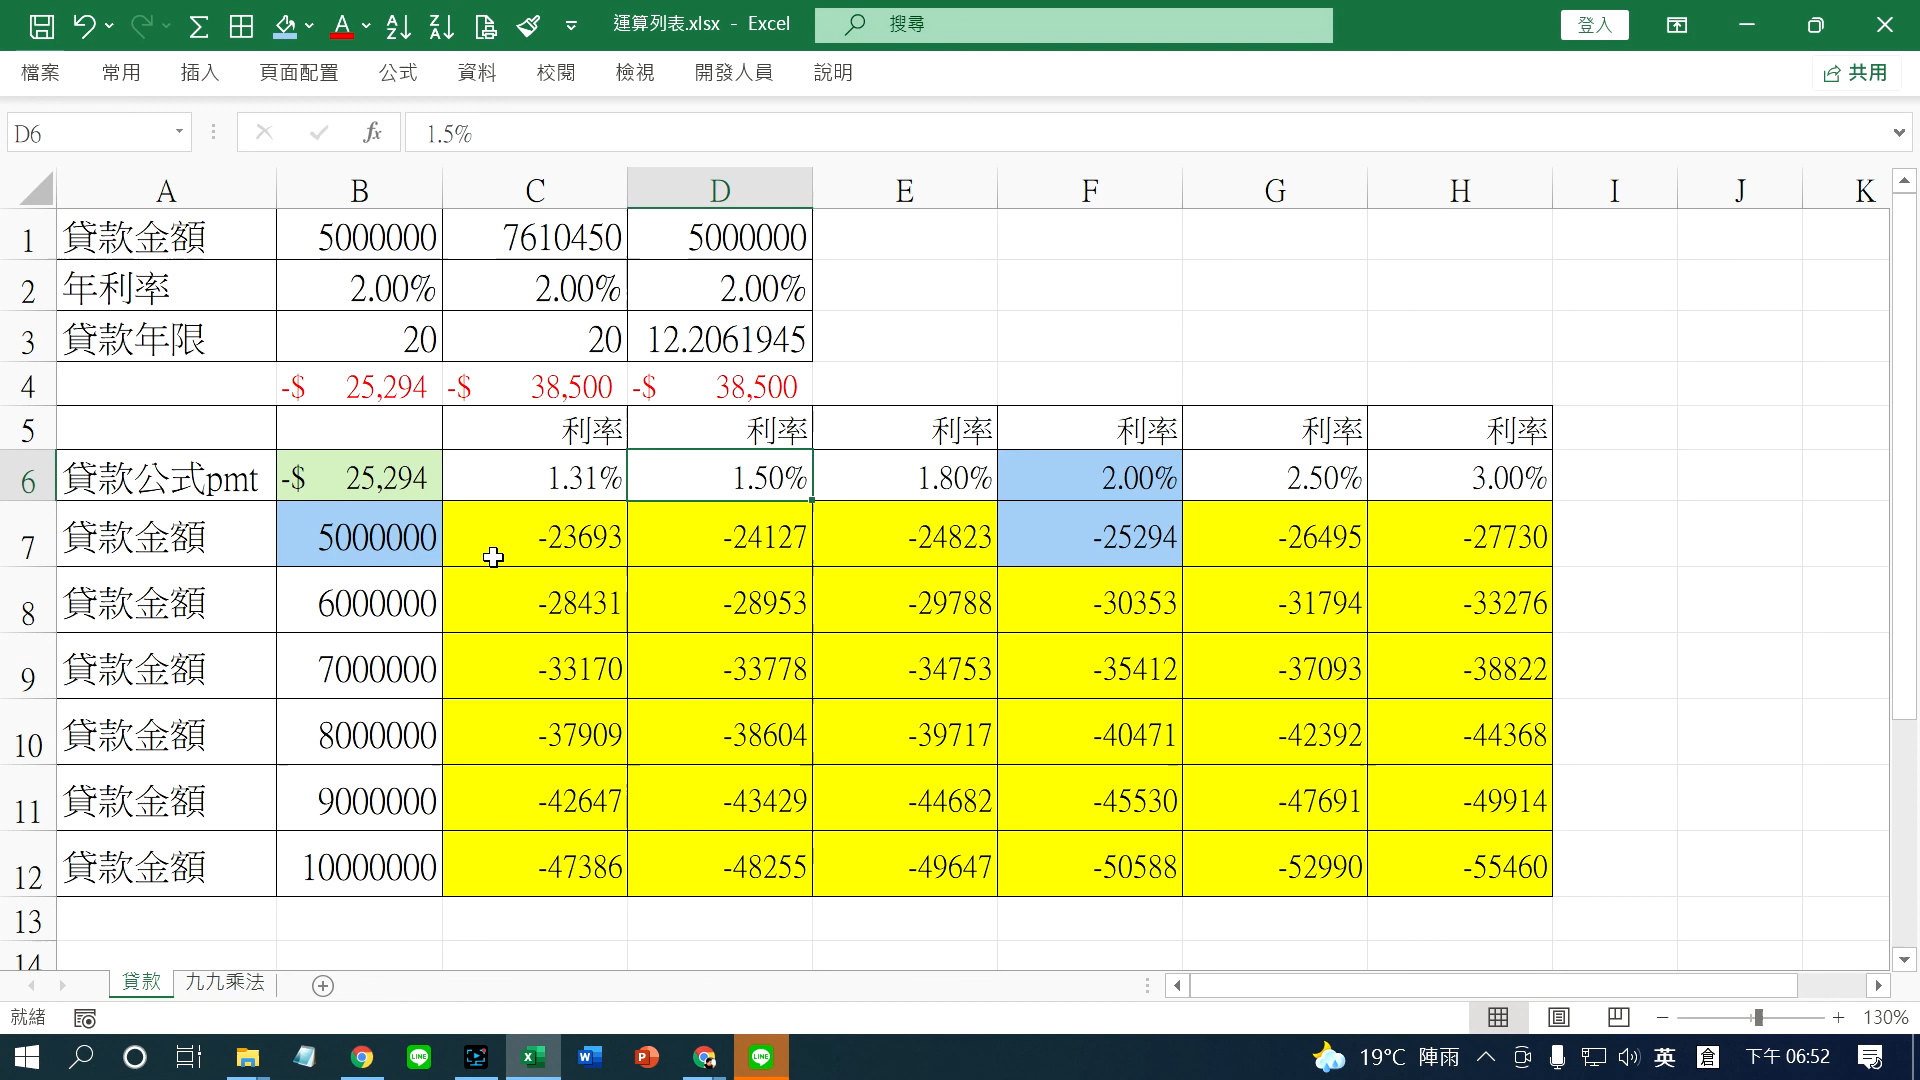 運算列表.xlsx - Excel
搜尋
登入
檔案 常用 插入 頁面配置 公式 資料 校閱 檢視 開發人員 說明
共用
D6
fx
1.5%
A B C D E F G H I J K
1 貸款金額 5000000 7610450 5000000
2 年利率 2.00% 2.00% 2.00%
3 貸款年限 20 20 12.2061945
4 -$ 25,294 -$ 38,500 -$ 38,500
5 利率 利率 利率 利率 利率 利率
6 貸款公式pmt -$ 25,294 1.31% 1.50% 1.80% 2.00% 2.50% 3.00%
7 貸款金額 5000000 -23693 -24127 -24823 -25294 -26495 -27730
8 貸款金額 6000000 -28431 -28953 -29788 -30353 -31794 -33276
9 貸款金額 7000000 -33170 -33778 -34753 -35412 -37093 -38822
10 貸款金額 8000000 -37909 -38604 -39717 -40471 -42392 -44368
11 貸款金額 9000000 -42647 -43429 -44682 -45530 -47691 -49914
12 貸款金額 10000000 -47386 -48255 -49647 -50588 -52990 -55460
13
14
貸款 九九乘法
就緒
130%
19°C 陣雨
英
倉
下午 06:52